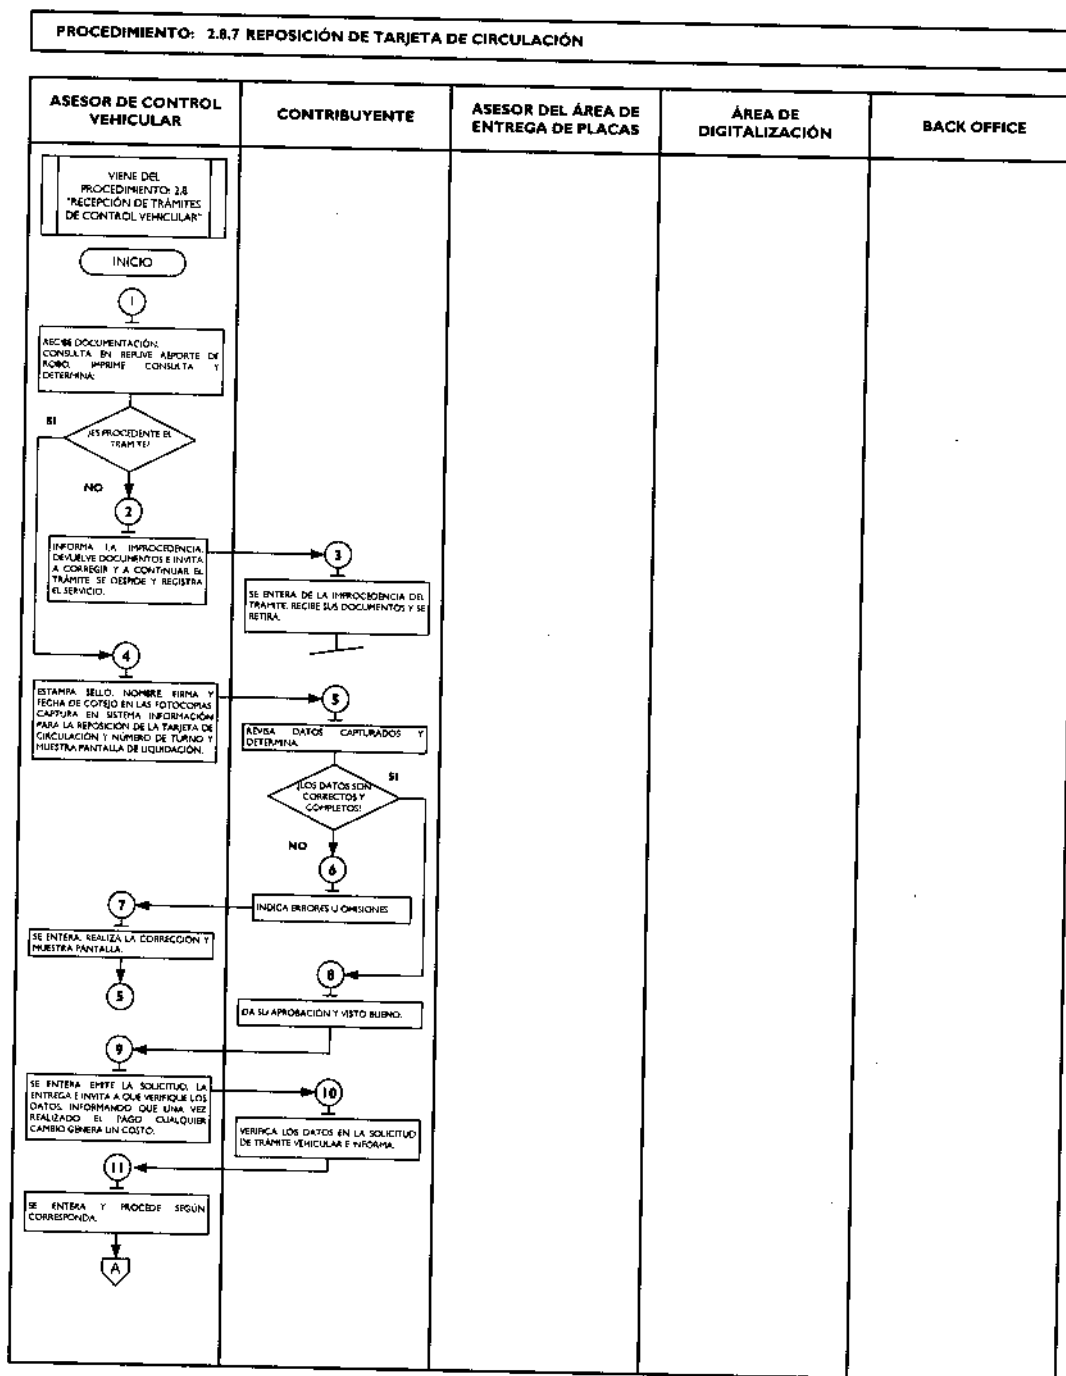 PROCEDIMIENTO: 2.8.7 REPOSICIÓN DE TARJETA DE CIRCULACIÓN
ASESOR DE CONTROL
VEHICULAR
CONTRIBUYENTE
ASESOR DEL ÁREA DE
ENTREGA DE PLACAS
ÁREA DE
DIGITALIZACIÓN
BACK OFFICE
VIENE DEL
PROCEDIMIENTO: 2.8
"RECEPCIÓN DE TRÁMITES
DE CONTROL VEHICULAR"
INICIO
1
RECIBE DOCUMENTACIÓN.
CONSULTA EN REPUVE REPORTE DE
ROBO, IMPRIME CONSULTA Y
DETERMINA:
SI
¿ES PROCEDENTE EL
TRÁMITE?
NO
2
INFORMA LA IMPROCEDENCIA,
DEVUELVE DOCUMENTOS E INVITA
A CORREGIR Y A CONTINUAR EL
TRÁMITE. SE DESPIDE Y REGISTRA
EL SERVICIO.
3
SE ENTERA DE LA IMPROCEDENCIA DEL
TRÁMITE, RECIBE SUS DOCUMENTOS Y SE
RETIRA.
4
ESTAMPA SELLO, NOMBRE FIRMA Y
FECHA DE COTEJO EN LAS FOTOCOPIAS
CAPTURA EN SISTEMA INFORMACIÓN
PARA LA REPOSICIÓN DE LA TARJETA DE
CIRCULACIÓN Y NÚMERO DE TURNO Y
MUESTRA PANTALLA DE LIQUIDACIÓN.
5
REVISA DATOS CAPTURADOS Y
DETERMINA.
¿LOS DATOS SON
CORRECTOS Y
COMPLETOS?
SI
NO
6
INDICA ERRORES U OMISIONES
7
SE ENTERA, REALIZA LA CORRECCIÓN Y
MUESTRA PANTALLA.
5
8
DA SU APROBACIÓN Y VISTO BUENO.
9
SE ENTERA EMITE LA SOLICITUD, LA
ENTREGA E INVITA A QUE VERIFIQUE LOS
DATOS, INFORMANDO QUE UNA VEZ
REALIZADO EL PAGO CUALQUIER
CAMBIO GENERA UN COSTO.
10
VERIFICA LOS DATOS EN LA SOLICITUD
DE TRÁMITE VEHICULAR E INFORMA.
11
SE ENTERA Y PROCEDE SEGÚN
CORRESPONDA.
A